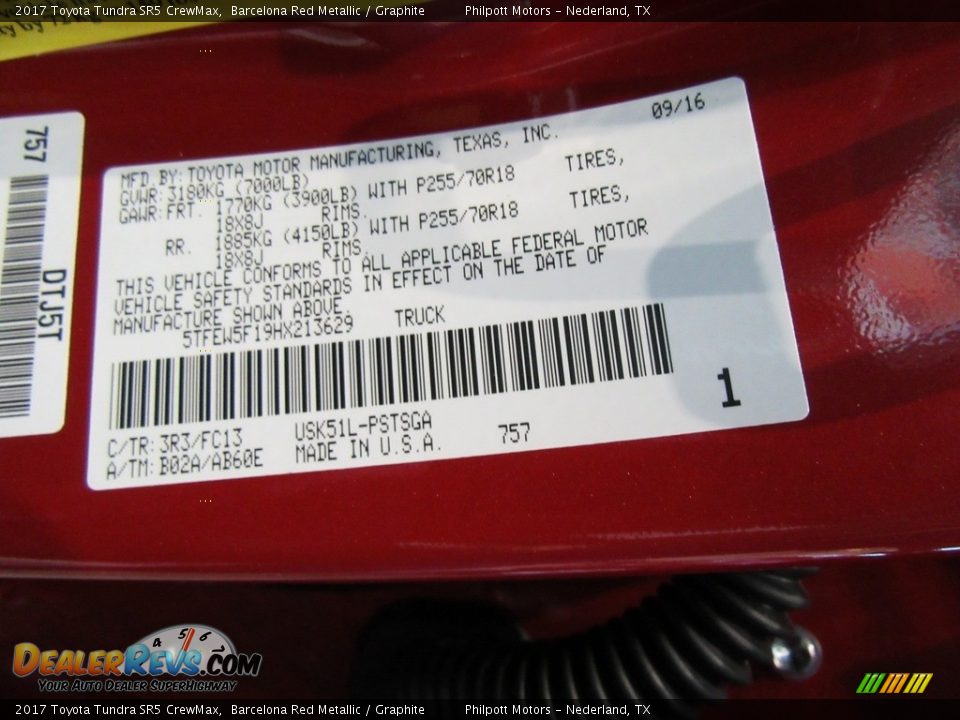 2017 Toyota Tundra SR5 CrewMax, Barcelona Red Metallic / Graphite Philpott Motors - Nederland, TX
757
DTJ5T
09/16
MFD BY: TOYOTA MOTOR MANUFACTURING, TEXAS, INC.
GVWR: 3180KG (7000LB)
GAWR: FRT. 1770KG (3900LB) WITH P255/70R18 TIRES,
18X8J RIMS.
RR. 1885KG (4150LB) WITH P255/70R18 TIRES,
18X8J RIMS.
THIS VEHICLE CONFORMS TO ALL APPLICABLE FEDERAL MOTOR
VEHICLE SAFETY STANDARDS IN EFFECT ON THE DATE OF
MANUFACTURE SHOWN ABOVE.
5TFEW5F19HX213629 TRUCK
1
C/TR: 3R3/FC13 USK51L-PSTSGA
A/TM: B02A/AB60E MADE IN U.S.A. 757
4 5 6
DEALERREVS.COM
YOUR AUTO DEALER SUPERHIGHWAY
2017 Toyota Tundra SR5 CrewMax, Barcelona Red Metallic / Graphite Philpott Motors - Nederland, TX